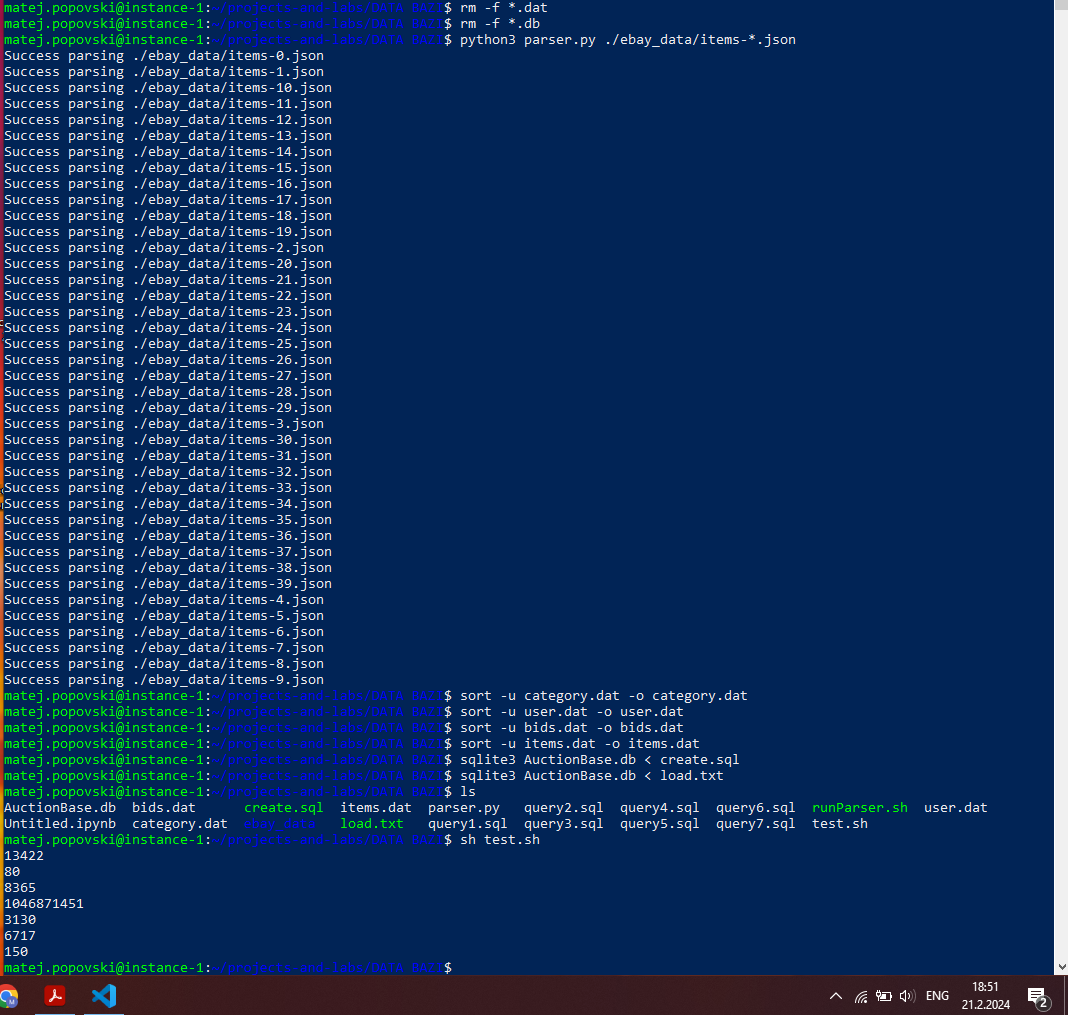 matej.popovski@instance-1: $ rm -f *.dat
matej.popovski@instance-1: $ rm -f *.db
matej.popovski@instance-1: $ python3 parser.py ./ebay_data/items-*.json
Success parsing ./ebay_data/items-0.json
Success parsing ./ebay_data/items-1.json
Success parsing ./ebay_data/items-10.json
Success parsing ./ebay_data/items-11.json
Success parsing ./ebay_data/items-12.json
Success parsing ./ebay_data/items-13.json
Success parsing ./ebay_data/items-14.json
Success parsing ./ebay_data/items-15.json
Success parsing ./ebay_data/items-16.json
Success parsing ./ebay_data/items-17.json
Success parsing ./ebay_data/items-18.json
Success parsing ./ebay_data/items-19.json
Success parsing ./ebay_data/items-2.json
Success parsing ./ebay_data/items-20.json
Success parsing ./ebay_data/items-21.json
Success parsing ./ebay_data/items-22.json
Success parsing ./ebay_data/items-23.json
Success parsing ./ebay_data/items-24.json
Success parsing ./ebay_data/items-25.json
Success parsing ./ebay_data/items-26.json
Success parsing ./ebay_data/items-27.json
Success parsing ./ebay_data/items-28.json
Success parsing ./ebay_data/items-29.json
Success parsing ./ebay_data/items-3.json
Success parsing ./ebay_data/items-30.json
Success parsing ./ebay_data/items-31.json
Success parsing ./ebay_data/items-32.json
Success parsing ./ebay_data/items-33.json
Success parsing ./ebay_data/items-34.json
Success parsing ./ebay_data/items-35.json
Success parsing ./ebay_data/items-36.json
Success parsing ./ebay_data/items-37.json
Success parsing ./ebay_data/items-38.json
Success parsing ./ebay_data/items-39.json
Success parsing ./ebay_data/items-4.json
Success parsing ./ebay_data/items-5.json
Success parsing ./ebay_data/items-6.json
Success parsing ./ebay_data/items-7.json
Success parsing ./ebay_data/items-8.json
Success parsing ./ebay_data/items-9.json
matej.popovski@instance-1: $ sort -u category.dat -o category.dat
matej.popovski@instance-1: $ sort -u user.dat -o user.dat
matej.popovski@instance-1: $ sort -u bids.dat -o bids.dat
matej.popovski@instance-1: $ sort -u items.dat -o items.dat
matej.popovski@instance-1: $ sqlite3 AuctionBase.db < create.sql
matej.popovski@instance-1: $ sqlite3 AuctionBase.db < load.txt
matej.popovski@instance-1: $ ls
AuctionBase.db bids.dat create.sql items.dat parser.py query2.sql query4.sql query6.sql runParser.sh user.dat
Untitled.ipynb category.dat ebay_data load.txt query1.sql query3.sql query5.sql query7.sql test.sh
matej.popovski@instance-1: $ sh test.sh
13422
80
8365
1046871451
3130
6717
150
matej.popovski@instance-1: $
ENG
18:51
21.2.2024
2